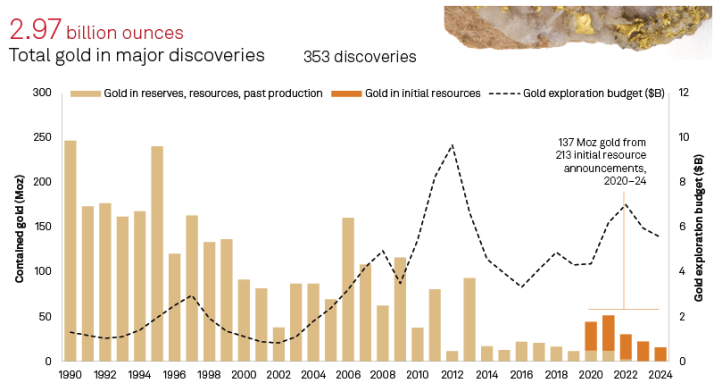 2.97 billion ounces
Total gold in major discoveries 353 discoveries
300 Gold in reserves, resources, past production Gold in initial resources Gold exploration budget ($B) 12
250 10
200 8
150 6
100 4
50 2
0 0
Contained gold (Moz)
Gold exploration budget ($B)
137 Moz gold from
213 initial resource
announcements,
2020–24
1990 1992 1994 1996 1998 2000 2002 2004 2006 2008 2010 2012 2014 2016 2018 2020 2022 2024